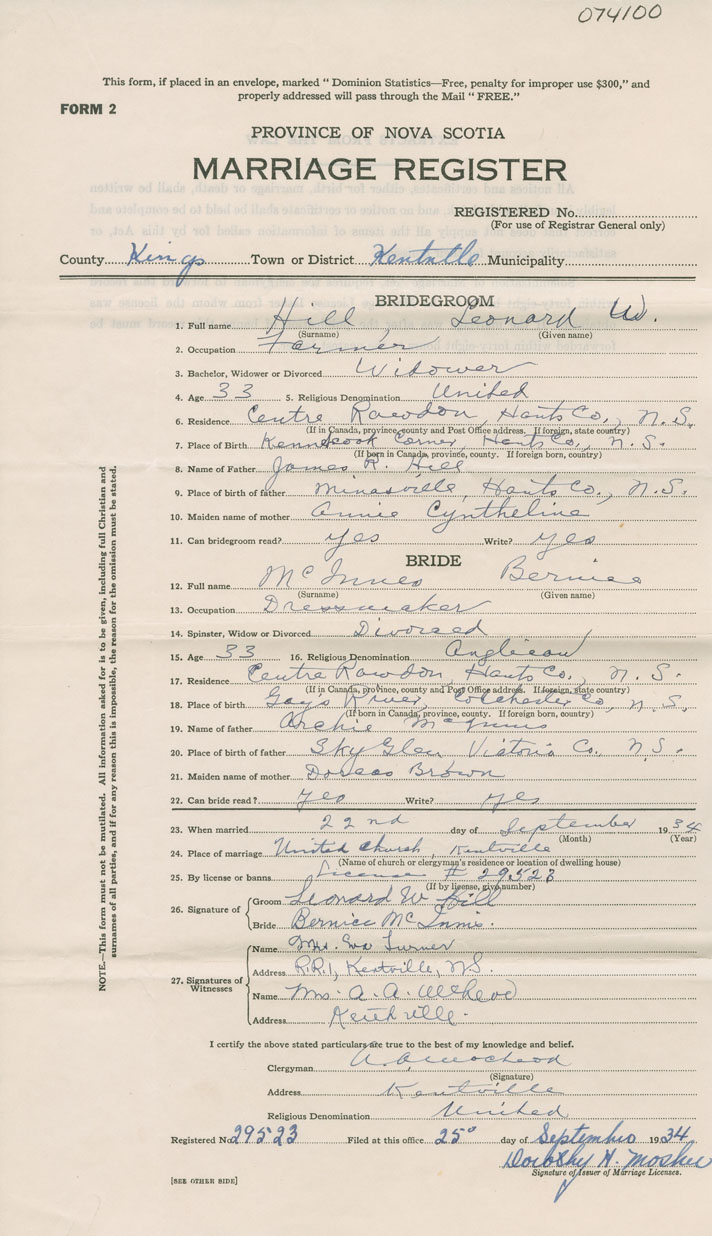 074100
This form, if placed in an envelope, marked “ Dominion Statistics—Free, penalty for improper use $300,” and
properly addressed will pass through the Mail “ FREE.”
FORM 2
PROVINCE OF NOVA SCOTIA
MARRIAGE REGISTER
REGISTERED No.
(For use of Registrar General only)
County Kings Town or District Kentville Municipality
BRIDEGROOM
1. Full name Hill, Leonard W.
(Surname) (Given name)
2. Occupation Farmer
3. Bachelor, Widower or Divorced Widower
4. Age 33 5. Religious Denomination United
6. Residence Centre Rawdon, Hants Co., N.S.
(If in Canada, province, county and Post Office address. If foreign, state country)
7. Place of Birth Kennetcook Corner, Hants Co., N.S.
(If born in Canada, province, county. If foreign born, country)
8. Name of Father James R. Hill
9. Place of birth of father Minasville, Hants Co., N.S.
10. Maiden name of mother Annie Cyntheline
11. Can bridegroom read? yes Write? yes
BRIDE
12. Full name McInnes Bernice
(Surname) (Given name)
13. Occupation Dressmaker
14. Spinster, Widow or Divorced Divorced
15. Age 33 16. Religious Denomination Anglican
17. Residence Centre Rawdon, Hants Co., N.S.
(If in Canada, province, county and Post Office address. If foreign, state country)
18. Place of birth Gays River, Colchester Co, N.S.
(If born in Canada, province, county. If foreign born, country)
19. Name of father Archie McInnis
20. Place of birth of father Sky Glen Victoria Co. N.S.
21. Maiden name of mother Dorcas Brown
22. Can bride read? yes Write? yes
23. When married 22nd day of September 1934
(Month) (Year)
24. Place of marriage United Church, Kentville
(Name of church or clergyman's residence or location of dwelling house)
25. By license or banns License # 29523
(If by license, give number)
26. Signature of Groom Leonard W Hill
Bride Bernice McInnis.
27. Signatures of Witnesses
Name Mrs. Eva Turner
Address R.R.1, Kentville, N.S.
Name Mrs. A. A. McLeod
Address Kentville.
I certify the above stated particulars are true to the best of my knowledge and belief.
Clergyman
(Signature)
Address Kentville
Religious Denomination United
Registered No. 29523 Filed at this office 25 day of September 1934
Dorothy H. Mosher
Signature of Issuer of Marriage Licenses.
[SEE OTHER SIDE]
NOTE.—This form must not be mutilated. All information asked for is to be given, including full Christian and
surnames of all parties, and if for any reason this is impossible, the reason for the omission must be stated.